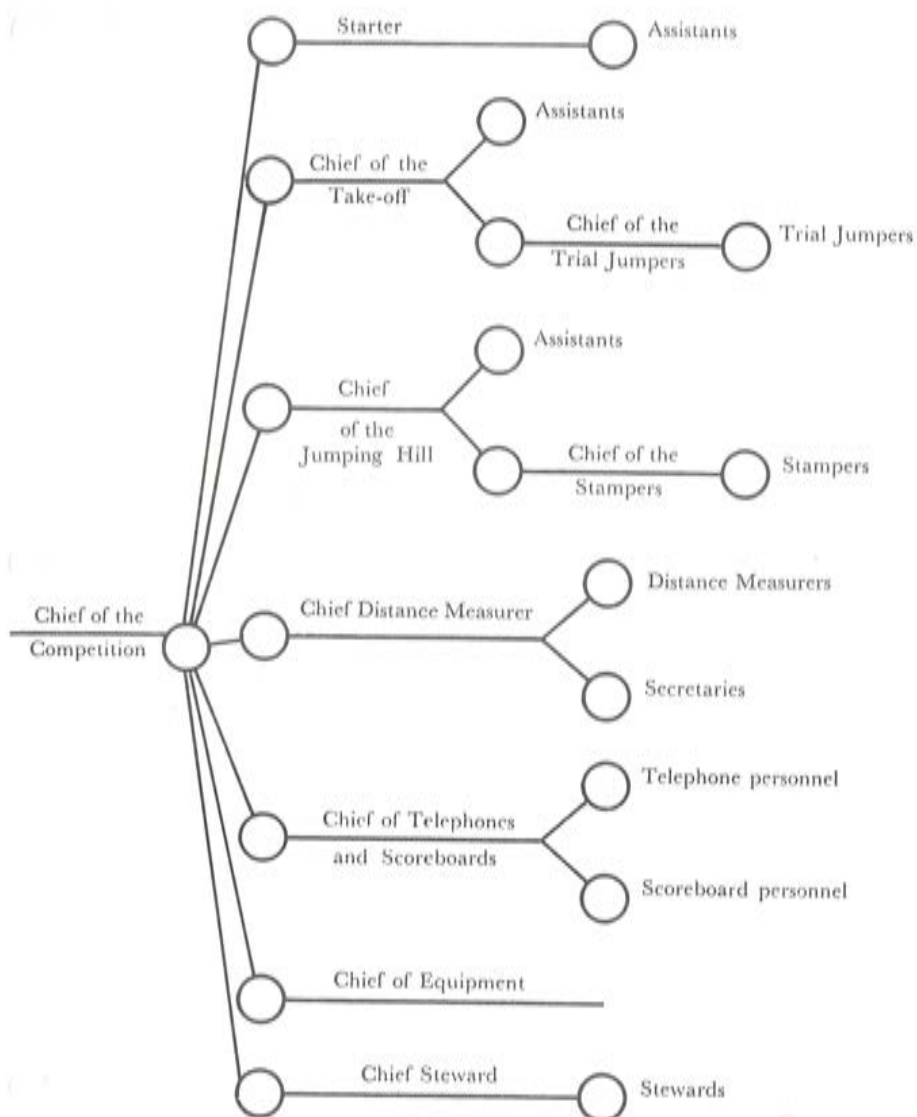 Starter
Assistants
Assistants
Chief of the
Take-off
Chief of the
Trial Jumpers
Trial Jumpers
Assistants
Chief
of the
Jumping Hill
Chief of the
Stampers
Stampers
Distance Measurers
Chief Distance Measurer
Chief of the
Competition
Secretaries
Telephone personnel
Chief of Telephones
and Scoreboards
Scoreboard personnel
Chief of Equipment
Chief Steward
Stewards